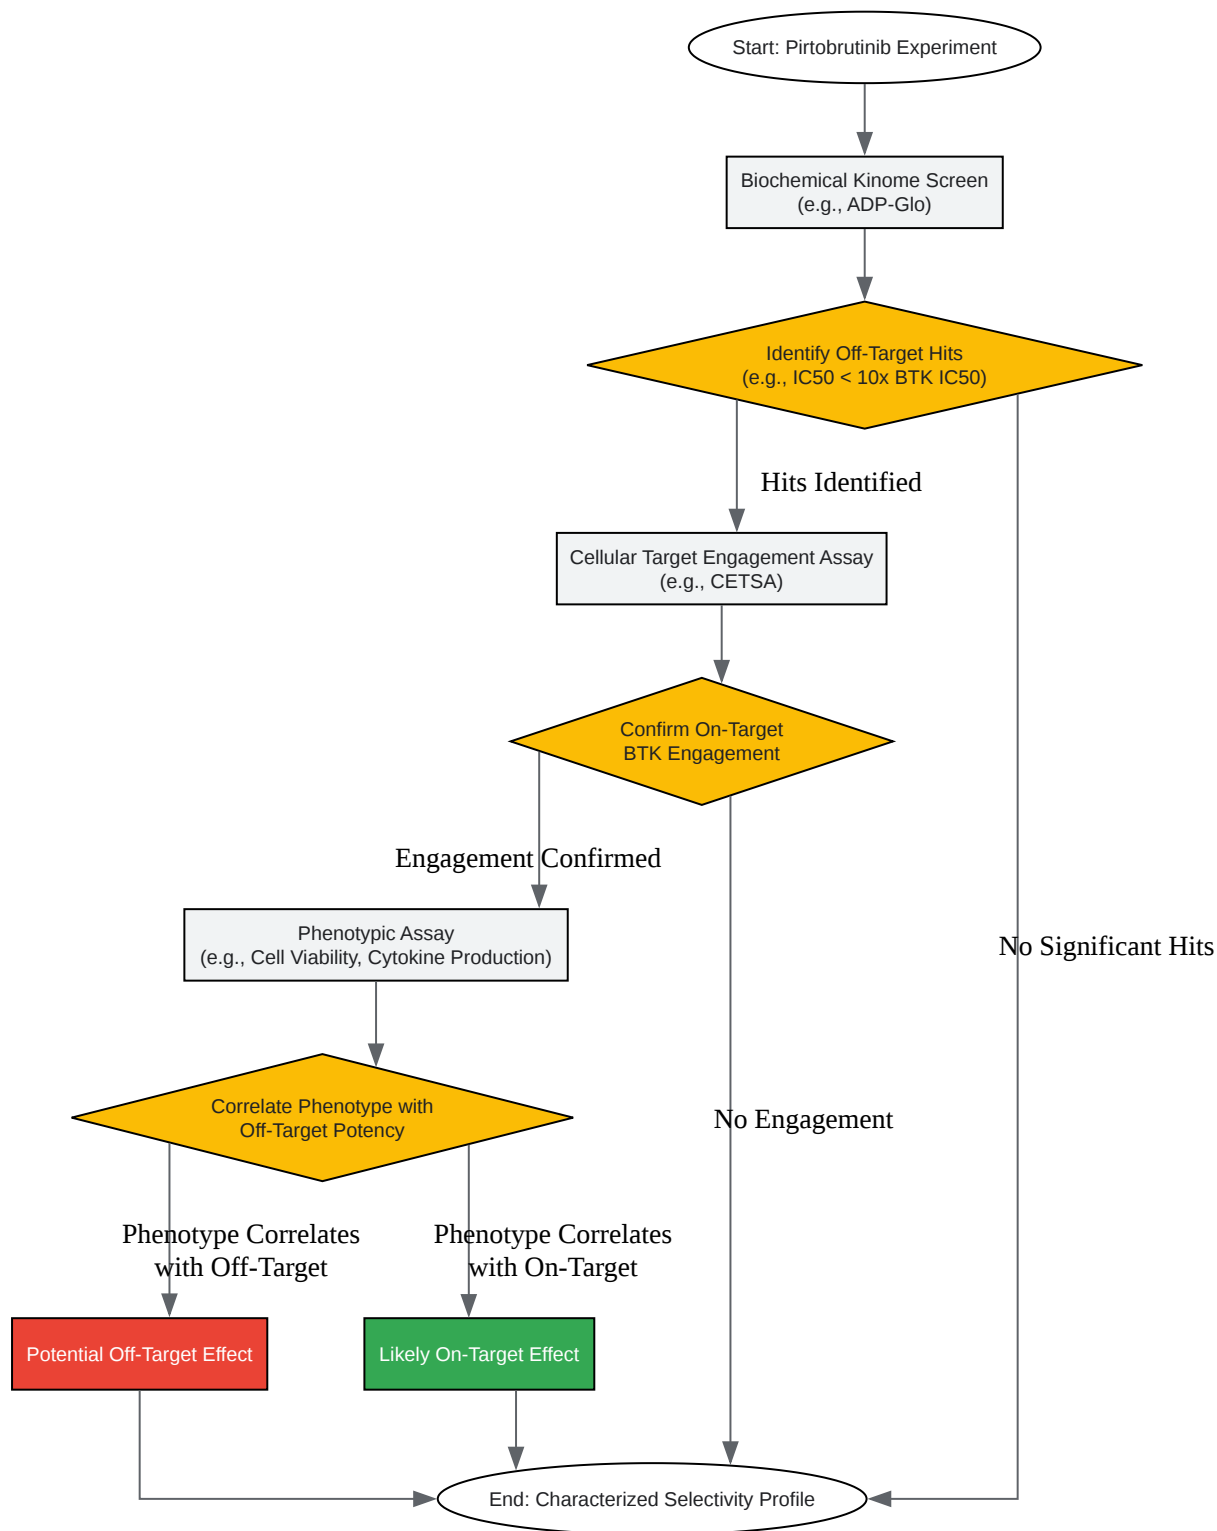 Start: Pirtobrutinib Experiment
Biochemical Kinome Screen
(e.g., ADP-Glo)
Identify Off-Target Hits
(e.g., IC50 < 10x BTK IC50)
Hits Identified
Cellular Target Engagement Assay
(e.g., CETSA)
Confirm On-Target
BTK Engagement
Engagement Confirmed
Phenotypic Assay
(e.g., Cell Viability, Cytokine Production)
No Significant Hits
Correlate Phenotype with
Off-Target Potency
No Engagement
Phenotype Correlates
with Off-Target
Phenotype Correlates
with On-Target
Potential Off-Target Effect
Likely On-Target Effect
End: Characterized Selectivity Profile